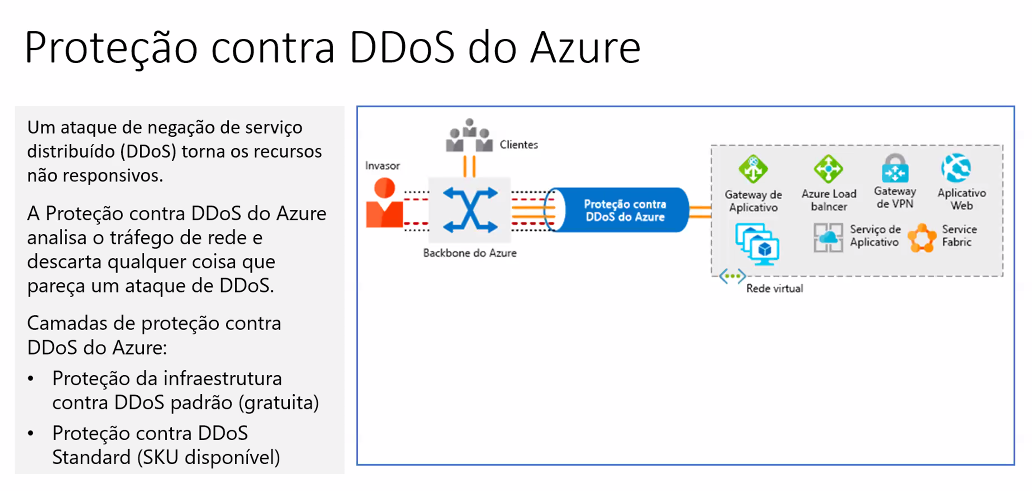 Proteção contra DDoS do Azure
Um ataque de negação de serviço
distribuído (DDoS) torna os recursos
não responsivos.
A Proteção contra DDoS do Azure
analisa o tráfego de rede e
descarta qualquer coisa que
pareça um ataque de DDoS.
Camadas de proteção contra
DDoS do Azure:
• Proteção da infraestrutura
contra DDoS padrão (gratuita)
• Proteção contra DDoS
Standard (SKU disponível)
Clientes
Invasor
Backbone do Azure
Proteção contra
DDoS do Azure
Gateway de
Aplicativo
Azure Load
balncer
Gateway
de VPN
Aplicativo
Web
Serviço de
Aplicativo
Service
Fabric
Rede virtual